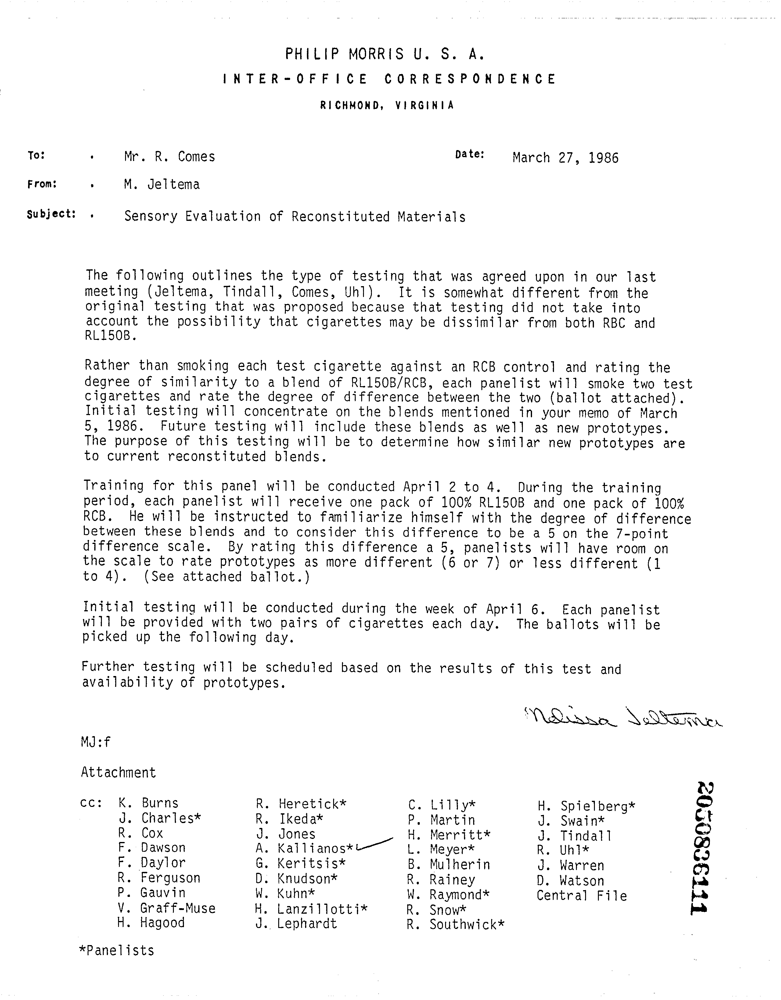 PHILIP MORRIS U. S. A.
INTER-OFFICE CORRESPONDENCE
RICHMOND, VIRGINIA
To: . Mr. R. Comes Date: March 27, 1986
From: . M. Jeltema
Subject: . Sensory Evaluation of Reconstituted Materials
The following outlines the type of testing that was agreed upon in our last
meeting (Jeltema, Tindall, Comes, Uhl). It is somewhat different from the
original testing that was proposed because that testing did not take into
account the possibility that cigarettes may be dissimilar from both RBC and
RL150B.
Rather than smoking each test cigarette against an RCB control and rating the
degree of similarity to a blend of RL150B/RCB, each panelist will smoke two test
cigarettes and rate the degree of difference between the two (ballot attached).
Initial testing will concentrate on the blends mentioned in your memo of March
5, 1986. Future testing will include these blends as well as new prototypes.
The purpose of this testing will be to determine how similar new prototypes are
to current reconstituted blends.
Training for this panel will be conducted April 2 to 4. During the training
period, each panelist will receive one pack of 100% RL150B and one pack of 100%
RCB. He will be instructed to familiarize himself with the degree of difference
between these blends and to consider this difference to be a 5 on the 7-point
difference scale. By rating this difference a 5, panelists will have room on
the scale to rate prototypes as more different (6 or 7) or less different (1
to 4). (See attached ballot.)
Initial testing will be conducted during the week of April 6. Each panelist
will be provided with two pairs of cigarettes each day. The ballots will be
picked up the following day.
Further testing will be scheduled based on the results of this test and
availability of prototypes.
Melissa Jeltema
MJ:f
Attachment
cc: K. Burns R. Heretick* C. Lilly* H. Spielberg*
J. Charles* R. Ikeda* P. Martin J. Swain*
R. Cox J. Jones H. Merritt* J. Tindall
F. Dawson A. Kallianos* L. Meyer* R. Uhl*
F. Daylor G. Keritsis* B. Mulherin J. Warren
R. Ferguson D. Knudson* R. Rainey D. Watson
P. Gauvin W. Kuhn* W. Raymond* Central File
V. Graff-Muse H. Lanzillotti* R. Snow*
H. Hagood J. Lephardt R. Southwick*
*Panelists
2050836111